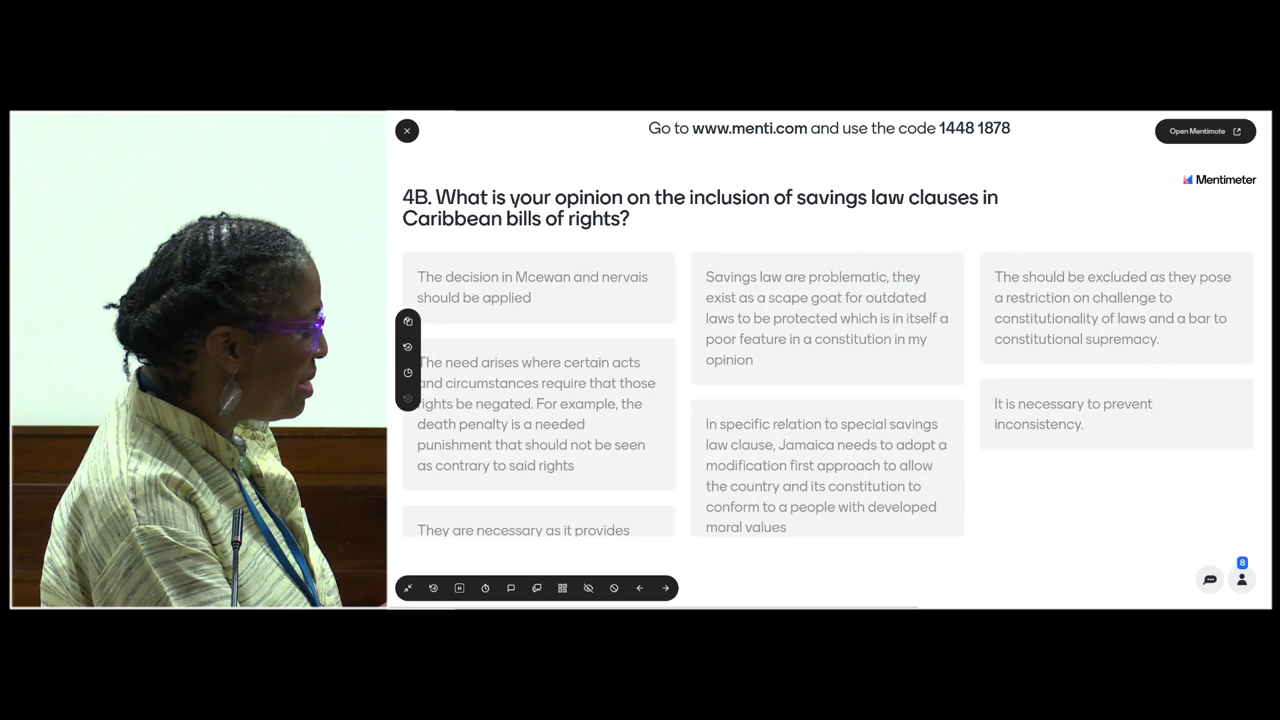 Go to www.menti.com and use the code 1448 1878
Open Mentimote
Mentimeter
4B. What is your opinion on the inclusion of savings law clauses in
Caribbean bills of rights?
The decision in Mcewan and nervais
should be applied
The need arises where certain acts
and circumstances require that those
rights be negated. For example, the
death penalty is a needed
punishment that should not be seen
as contrary to said rights
They are necessary as it provides
Savings law are problematic, they
exist as a scape goat for outdated
laws to be protected which is in itself a
poor feature in a constitution in my
opinion
In specific relation to special savings
law clause, Jamaica needs to adopt a
modification first approach to allow
the country and its constitution to
conform to a people with developed
moral values
The should be excluded as they pose
a restriction on challenge to
constitutionality of laws and a bar to
constitutional supremacy.
It is necessary to prevent
inconsistency.
8